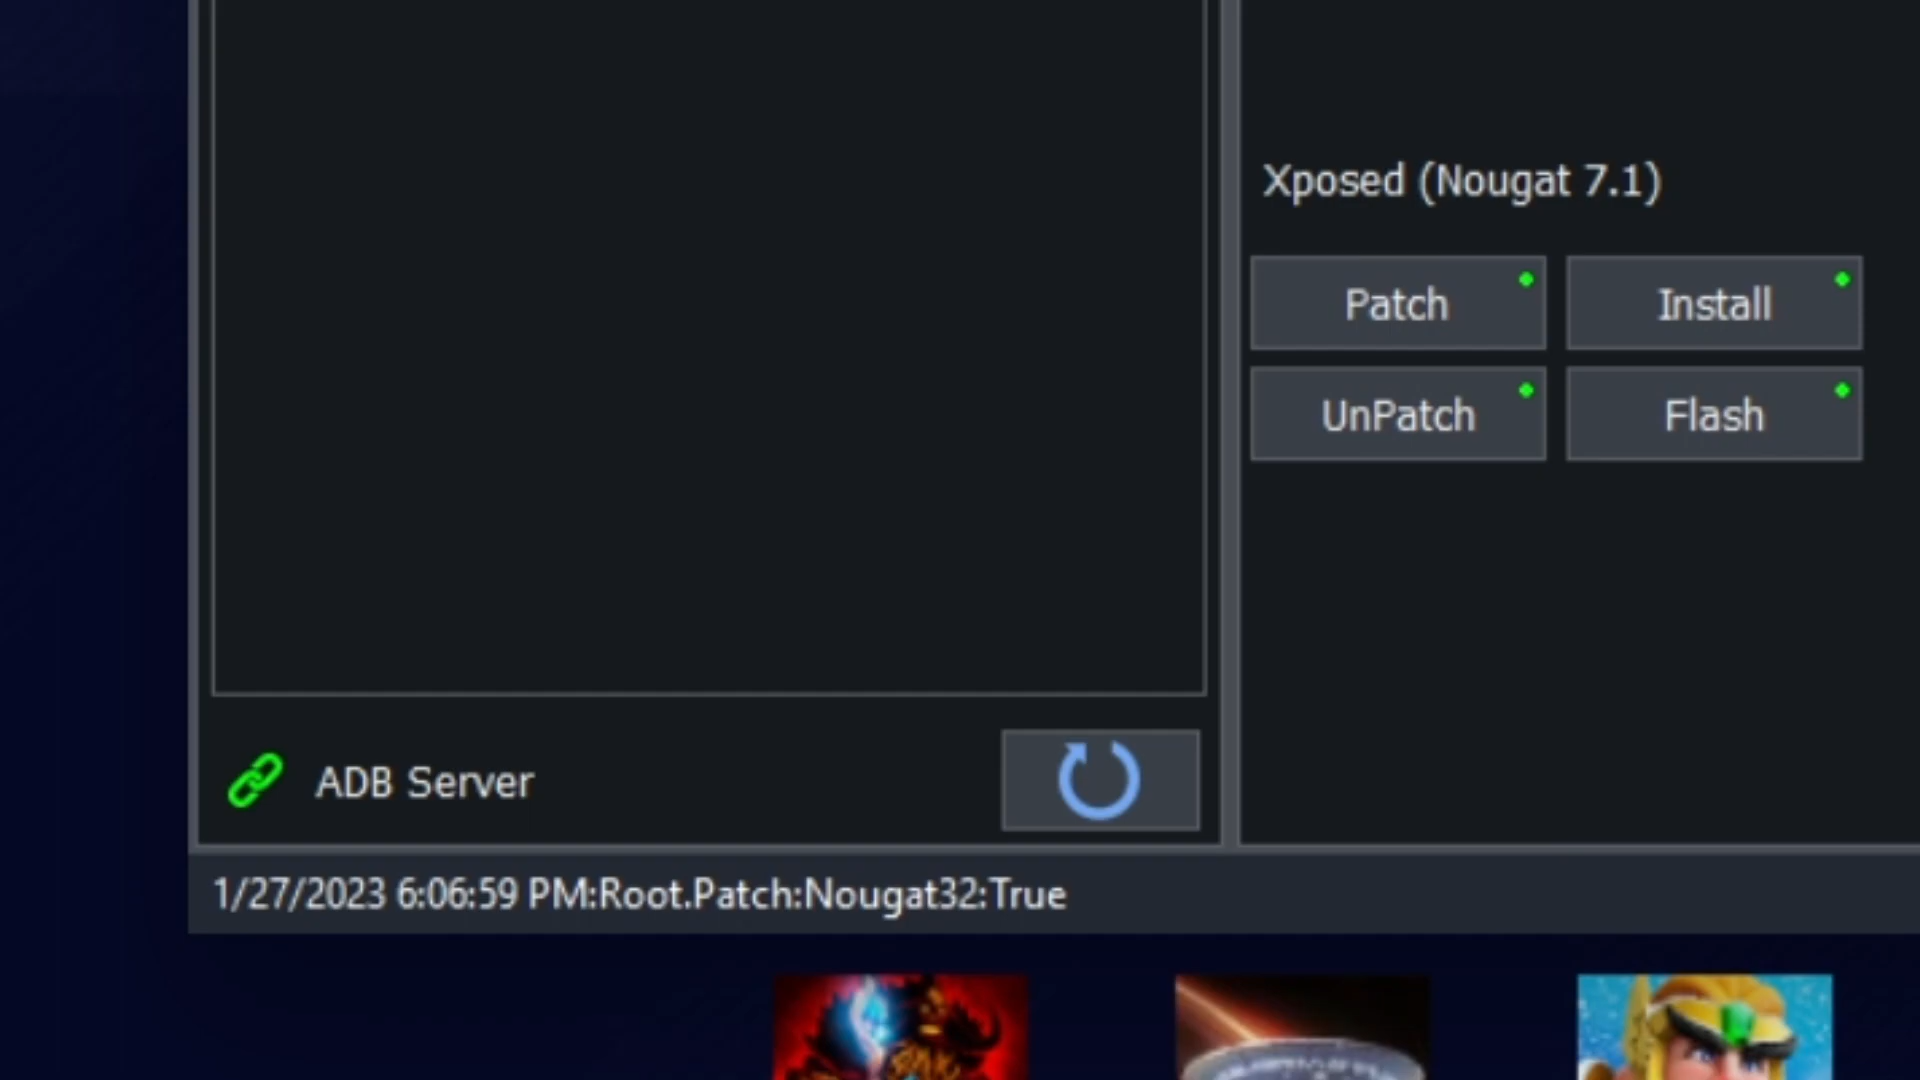 Xposed (Nougat 7.1)
Patch
Install
UnPatch
Flash
ADB Server
1/27/2023 6:06:59 PM:Root.Patch:Nougat32:True